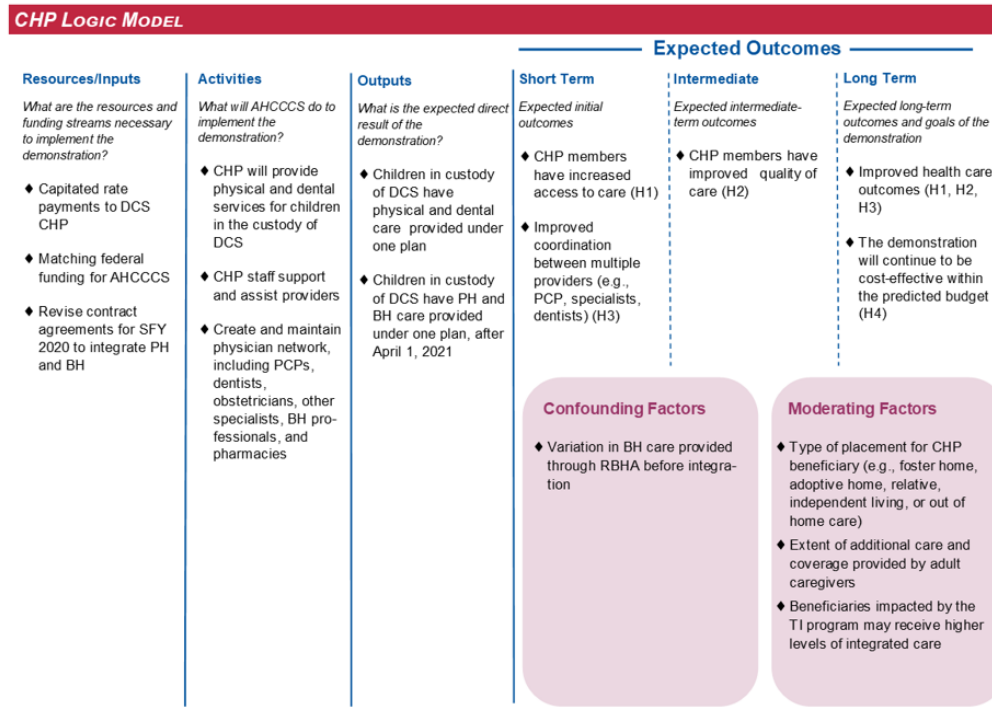 CHP LOGIC MODEL
Expected Outcomes
Resources/Inputs
What are the resources and
funding streams necessary
to implement the
demonstration?
♦ Capitated rate
payments to DCS
CHP
♦ Matching federal
funding for AHCCCS
♦ Revise contract
agreements for SFY
2020 to integrate PH
and BH
Activities
What will AHCCCS do to
implement the
demonstration?
♦ CHP will provide
physical and dental
services for children
in the custody of
DCS
♦ CHP staff support
and assist providers
♦ Create and maintain
physician network,
including PCPs,
dentists,
obstetricians, other
specialists, BH pro-
fessionals, and
pharmacies
Outputs
What is the expected direct
result of the
demonstration?
♦ Children in custody
of DCS have
physical and dental
care provided under
one plan
♦ Children in custody
of DCS have PH and
BH care provided
under one plan, after
April 1, 2021
Short Term
Expected initial
outcomes
♦ CHP members
have increased
access to care (H1)
♦ Improved
coordination
between multiple
providers (e.g.,
PCP, specialists,
dentists) (H3)
Intermediate
Expected intermediate-
term outcomes
♦ CHP members have
improved quality of
care (H2)
Long Term
Expected long-term
outcomes and goals of the
demonstration
♦ Improved health care
outcomes (H1, H2,
H3)
♦ The demonstration
will continue to be
cost-effective within
the predicted budget
(H4)
Confounding Factors
♦ Variation in BH care provided
through RBHA before integra-
tion
Moderating Factors
♦ Type of placement for CHP
beneficiary (e.g., foster home,
adoptive home, relative,
independent living, or out of
home care)
♦ Extent of additional care and
coverage provided by adult
caregivers
♦ Beneficiaries impacted by the
TI program may receive higher
levels of integrated care